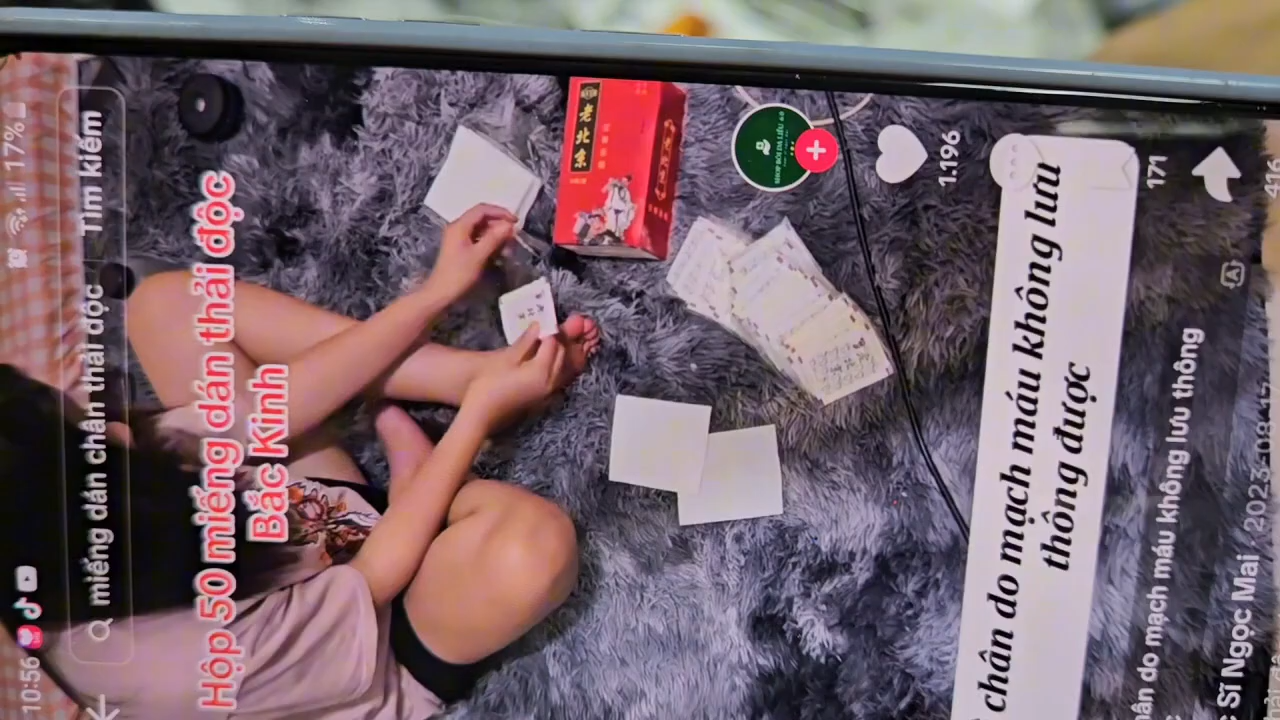 10:56
17%
miếng dán chân thải độc
Tìm kiếm
Hộp 50 miếng dán thải độc
Bắc Kinh
老北京
1.196
171
416
chân do mạch máu không lưu
thông được
do mạch máu không lưu thông
Sĩ Ngọc Mai